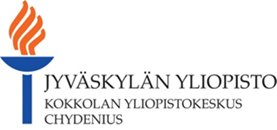 JYVÄSKYLÄN YLIOPISTO
KOKKOLAN YLIOPISTOKESKUS
CHYDENIUS